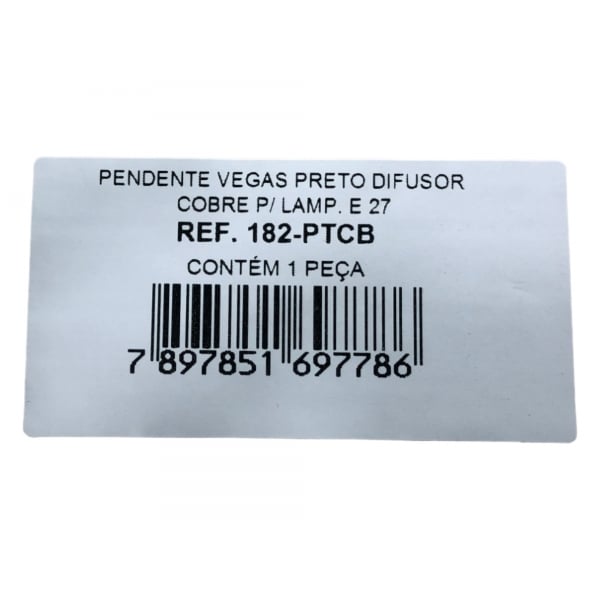 PENDENTE VEGAS PRETO DIFUSOR
COBRE P/ LAMP. E 27
REF. 182-PTCB
CONTÉM 1 PEÇA
7 897851 697786